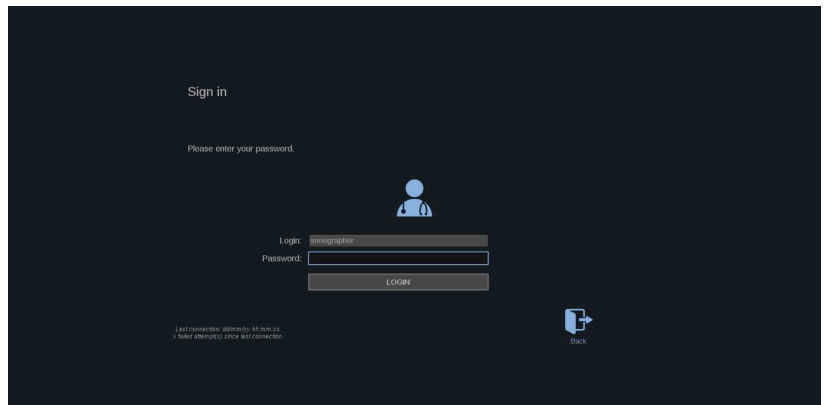 Sign in
Please enter your password.
Login: sonographer
Password:
LOGIN
Last connection: dd/mm/yy hh:mm:ss
x failed attempt(s) since last connection
Back